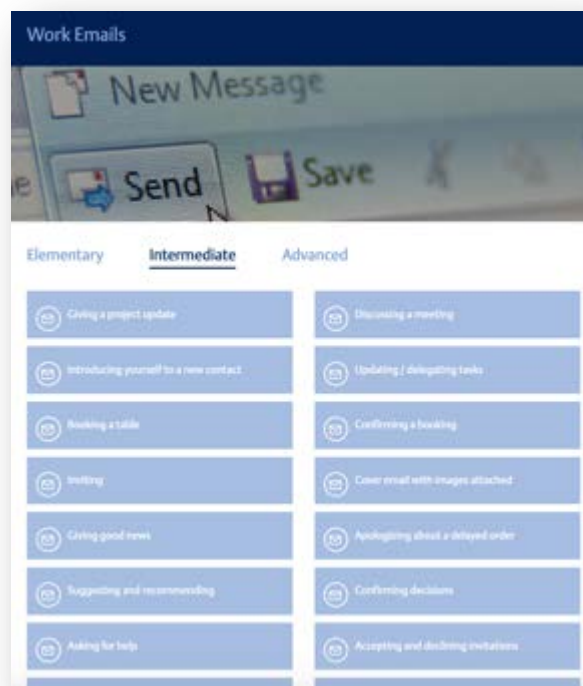 Work Emails
New Message
Send
Save
Elementary Intermediate Advanced
Giving a project update
Discussing a meeting
Introducing yourself to a new contact
Updating / delegating tasks
Booking a table
Confirming a booking
Inviting
Cover email with images attached
Giving good news
Apologizing about a delayed order
Suggesting and recommending
Confirming decisions
Asking for help
Accepting and declining invitations